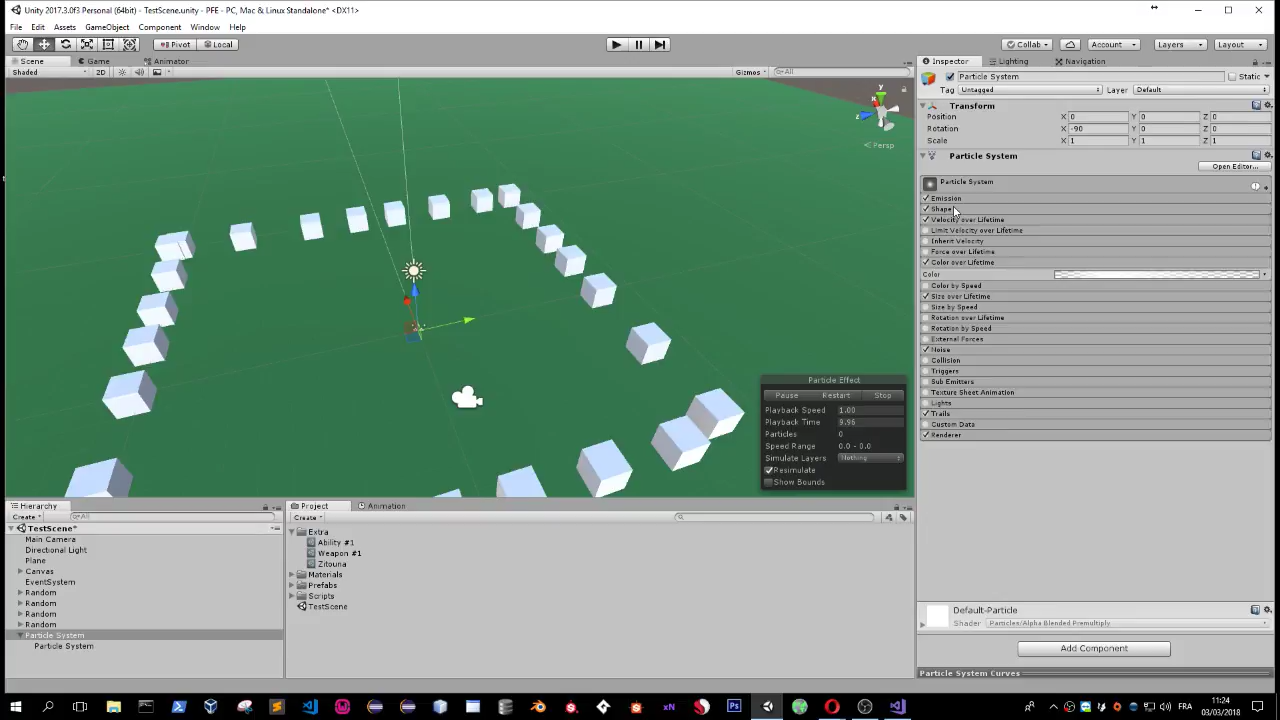 Unity 2017.3.0f3 Personal (64bit) - TestScene.unity - PFE - PC, Mac & Linux Standalone* <DX11>
File Edit Assets GameObject Component Window Help
Pivot Local Collab Account Layers Layout
Scene Game Animator
Shaded 2D Gizmos All
y
x
z
Persp
Inspector Lighting Navigation
Particle System Static
Tag Untagged Layer Default
Transform
Position X 0 Y 0 Z 0
Rotation X -90 Y 0 Z 0
Scale X 1 Y 1 Z 1
Particle System
Open Editor...
Particle System
Emission
Shape
Velocity over Lifetime
Limit Velocity over Lifetime
Inherit Velocity
Force over Lifetime
Color over Lifetime
Color
Color by Speed
Size over Lifetime
Size by Speed
Rotation over Lifetime
Rotation by Speed
External Forces
Noise
Collision
Triggers
Sub Emitters
Texture Sheet Animation
Lights
Trails
Custom Data
Renderer
Default-Particle
Shader Particles/Alpha Blended Premultiply
Add Component
Particle System Curves
Particle Effect
Pause Restart Stop
Playback Speed 1.00
Playback Time 9.96
Particles 0
Speed Range 0.0 - 0.0
Simulate Layers Nothing
Resimulate
Show Bounds
Hierarchy
Create All
TestScene*
Main Camera
Directional Light
Plane
Canvas
EventSystem
Random
Random
Random
Random
Particle System
Particle System
Project Animation
Create
Extra
Ability #1
Weapon #1
Zitouna
Materials
Prefabs
Scripts
TestScene
xN
Ps
FRA
11:24
03/03/2018